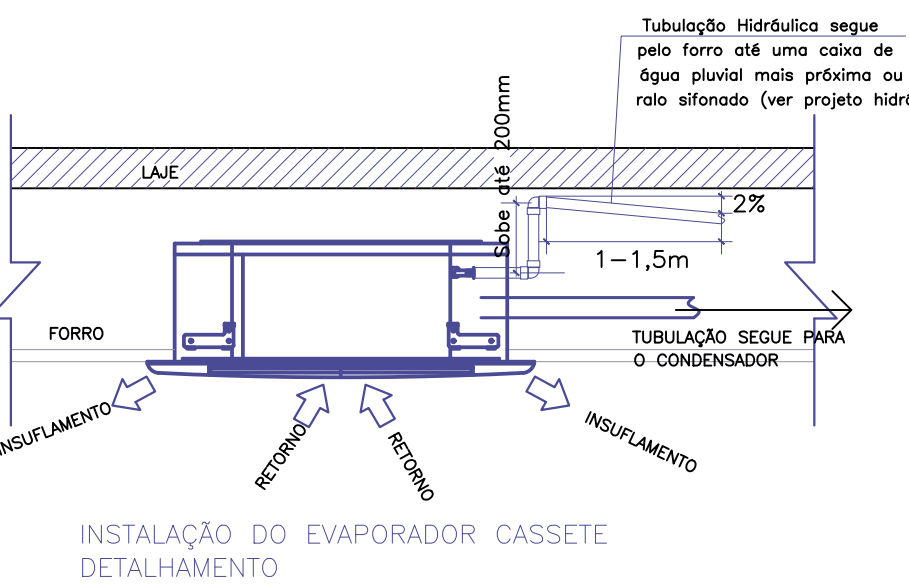 Tubulação Hidráulica segue
pelo forro até uma caixa de
água pluvial mais próxima ou
ralo sifonado (ver projeto
Sobe até 200mm
LAJE
2%
1-1,5m
FORRO
TUBULAÇÃO SEGUE PARA
O CONDENSADOR
INSUFLAMENTO
RETORNO
RETORNO
INSUFLAMENTO
INSTALAÇÃO DO EVAPORADOR CASSETE
DETALHAMENTO